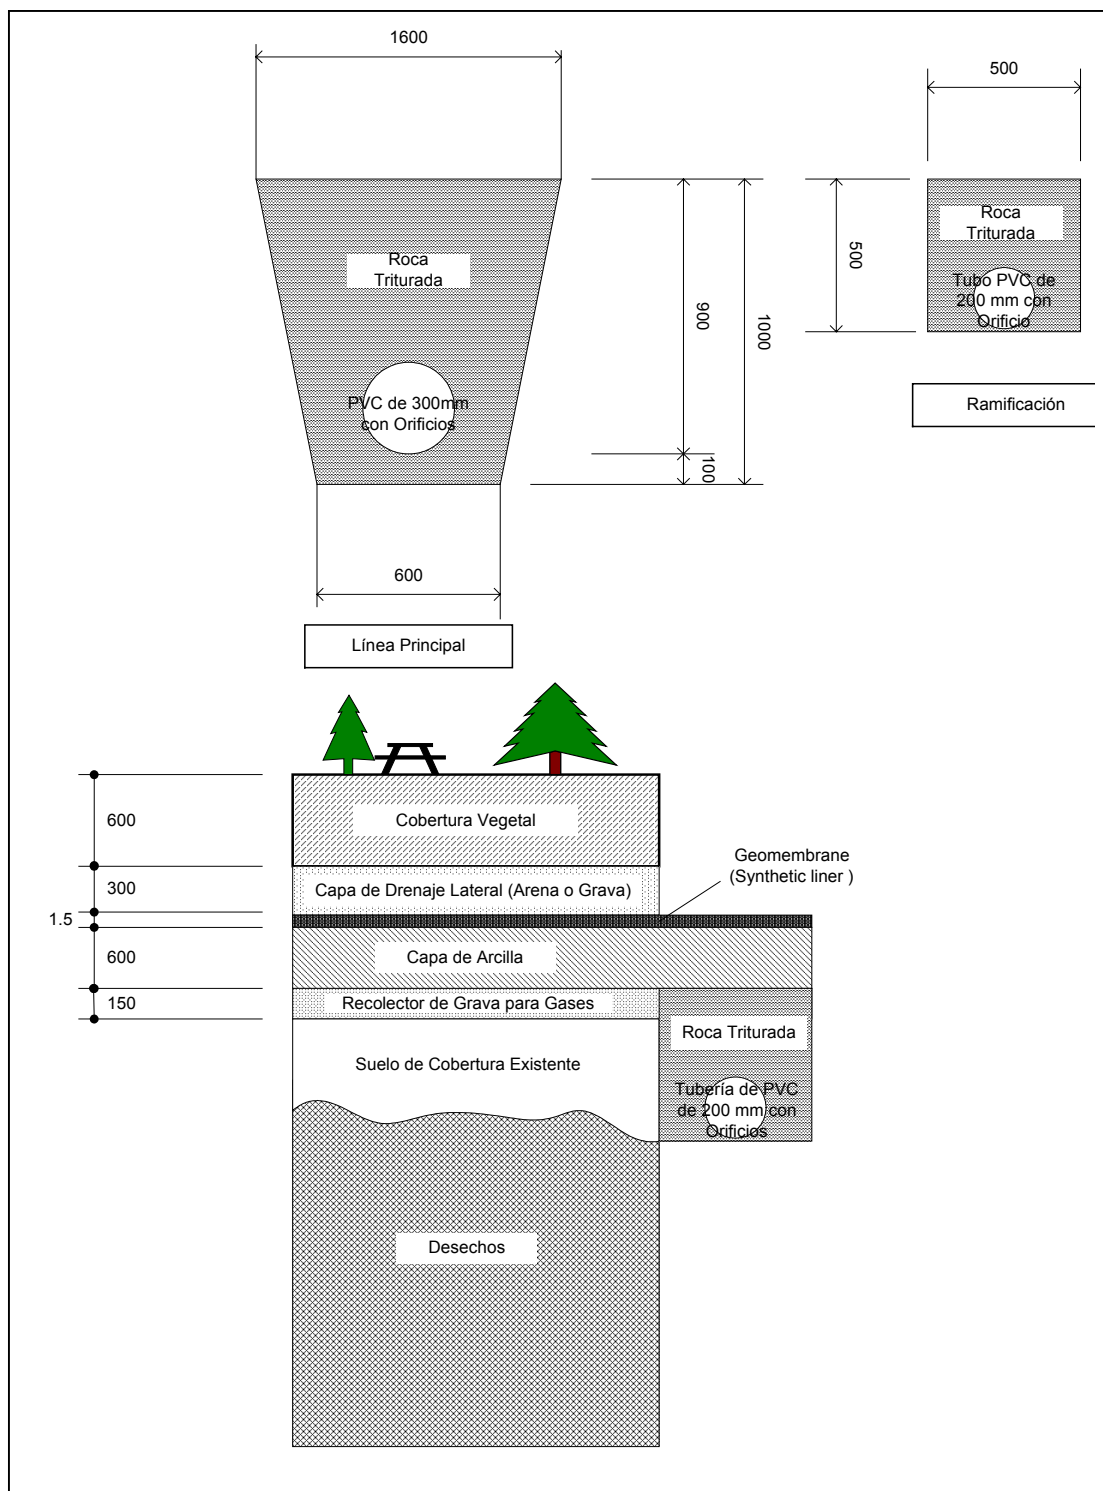 1600
500
Roca
Triturada
Roca
Triturada
500
900
1000
Tubo PVC de
200 mm con
Orificio
PVC de 300mm
con Orificios
Ramificación
100
600
Línea Principal
Cobertura Vegetal
600
Geomembrane
(Synthetic liner )
300
Capa de Drenaje Lateral (Arena o Grava)
1.5
600
Capa de Arcilla
150
Recolector de Grava para Gases
Roca Triturada
Suelo de Cobertura Existente
Tubería de PVC
de 200 mm con
Orificios
Desechos